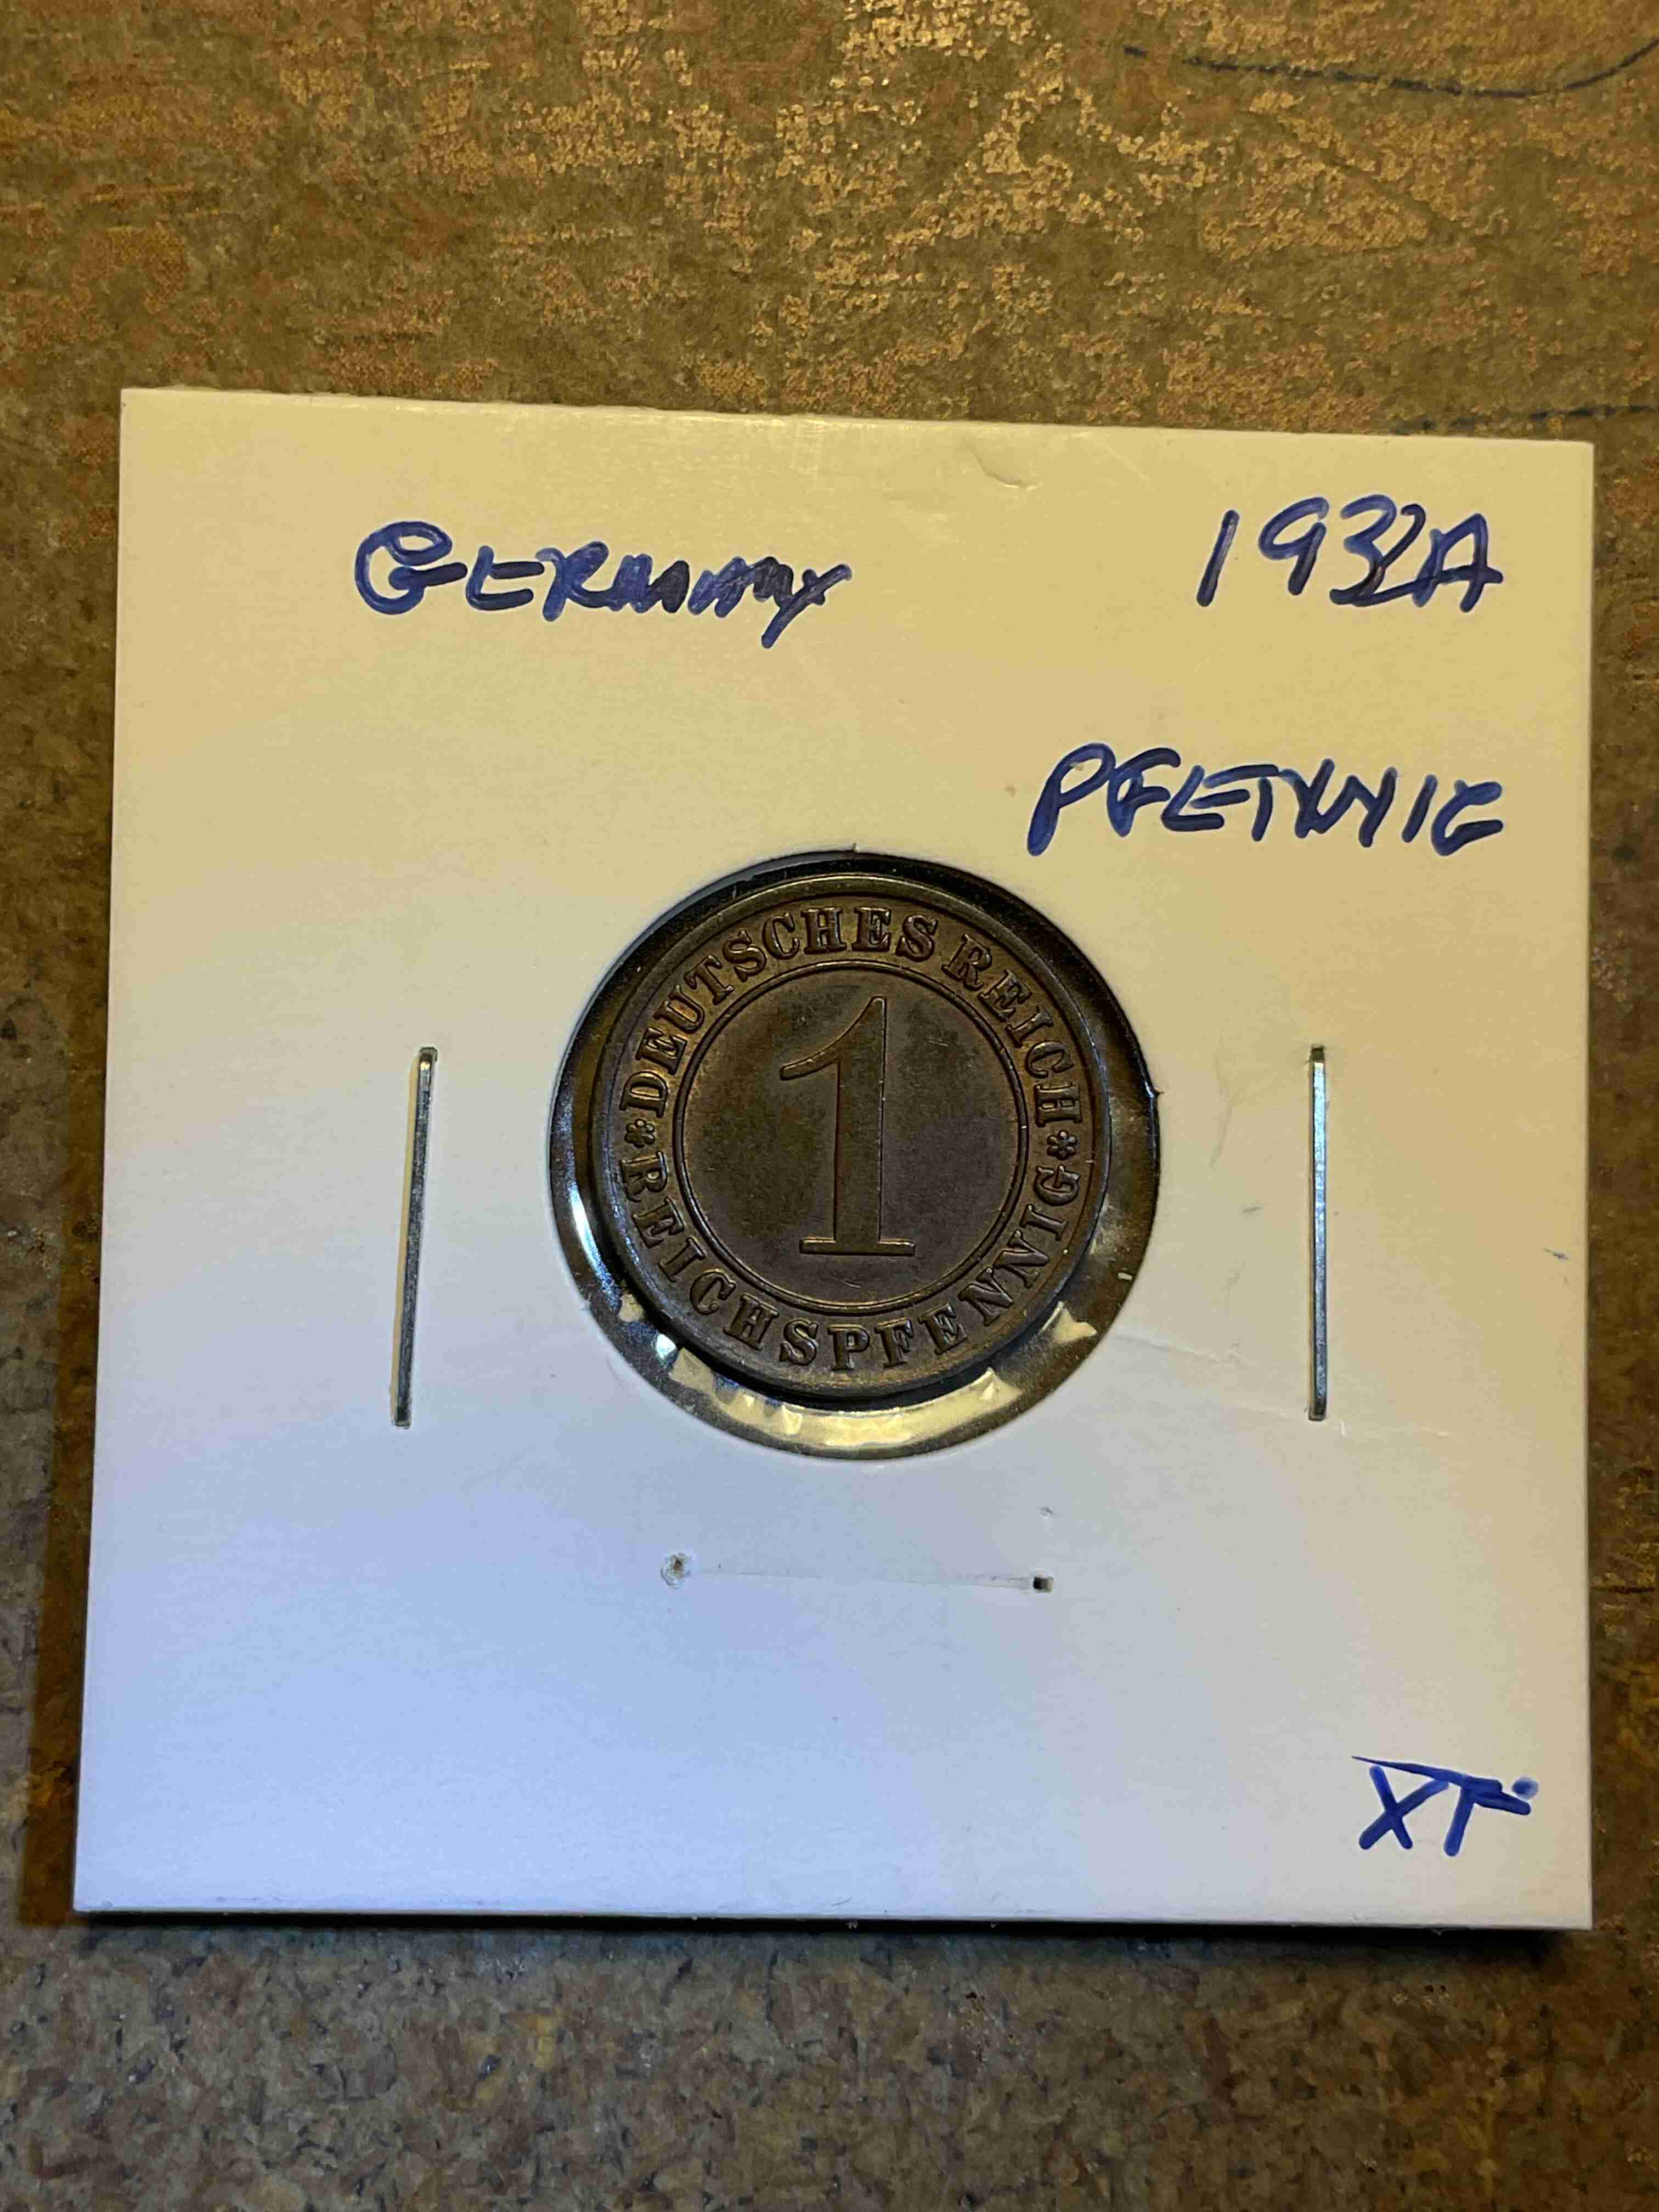 GERMANY 1932A
PFENNIG
*DEUTSCHES REICH*
REICHSPFENNIG
1
XF